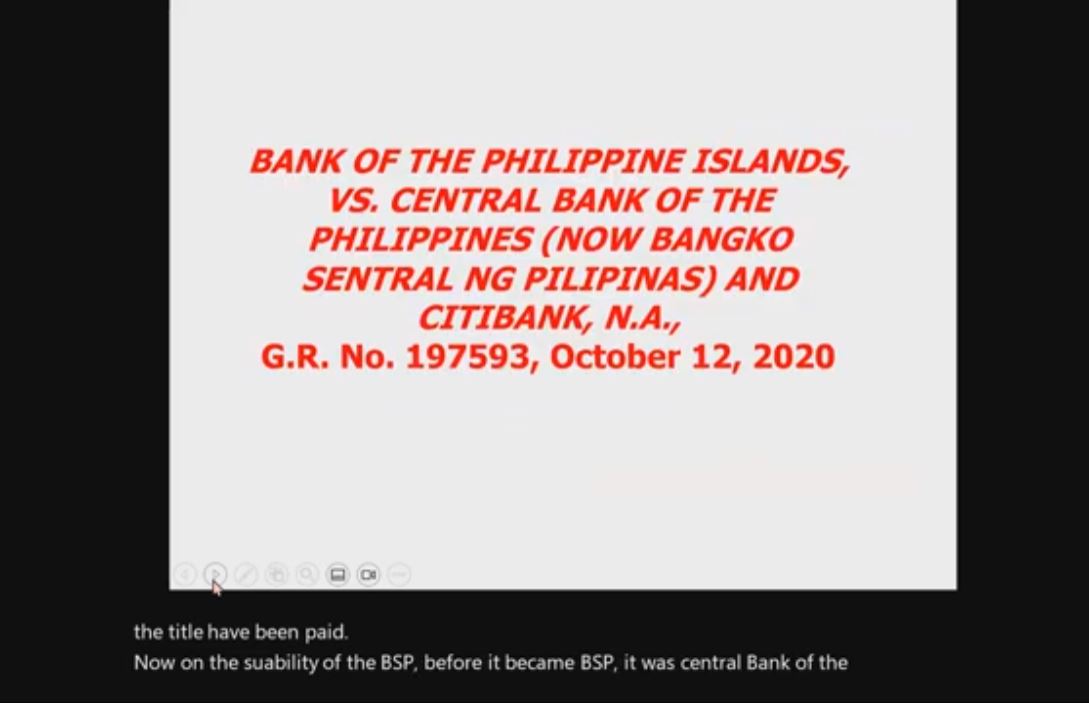 BANK OF THE PHILIPPINE ISLANDS,
VS. CENTRAL BANK OF THE
PHILIPPINES (NOW BANGKO
SENTRAL NG PILIPINAS) AND
CITIBANK, N.A.,
G.R. No. 197593, October 12, 2020
the title have been paid.
Now on the suability of the BSP, before it became BSP, it was central Bank of the